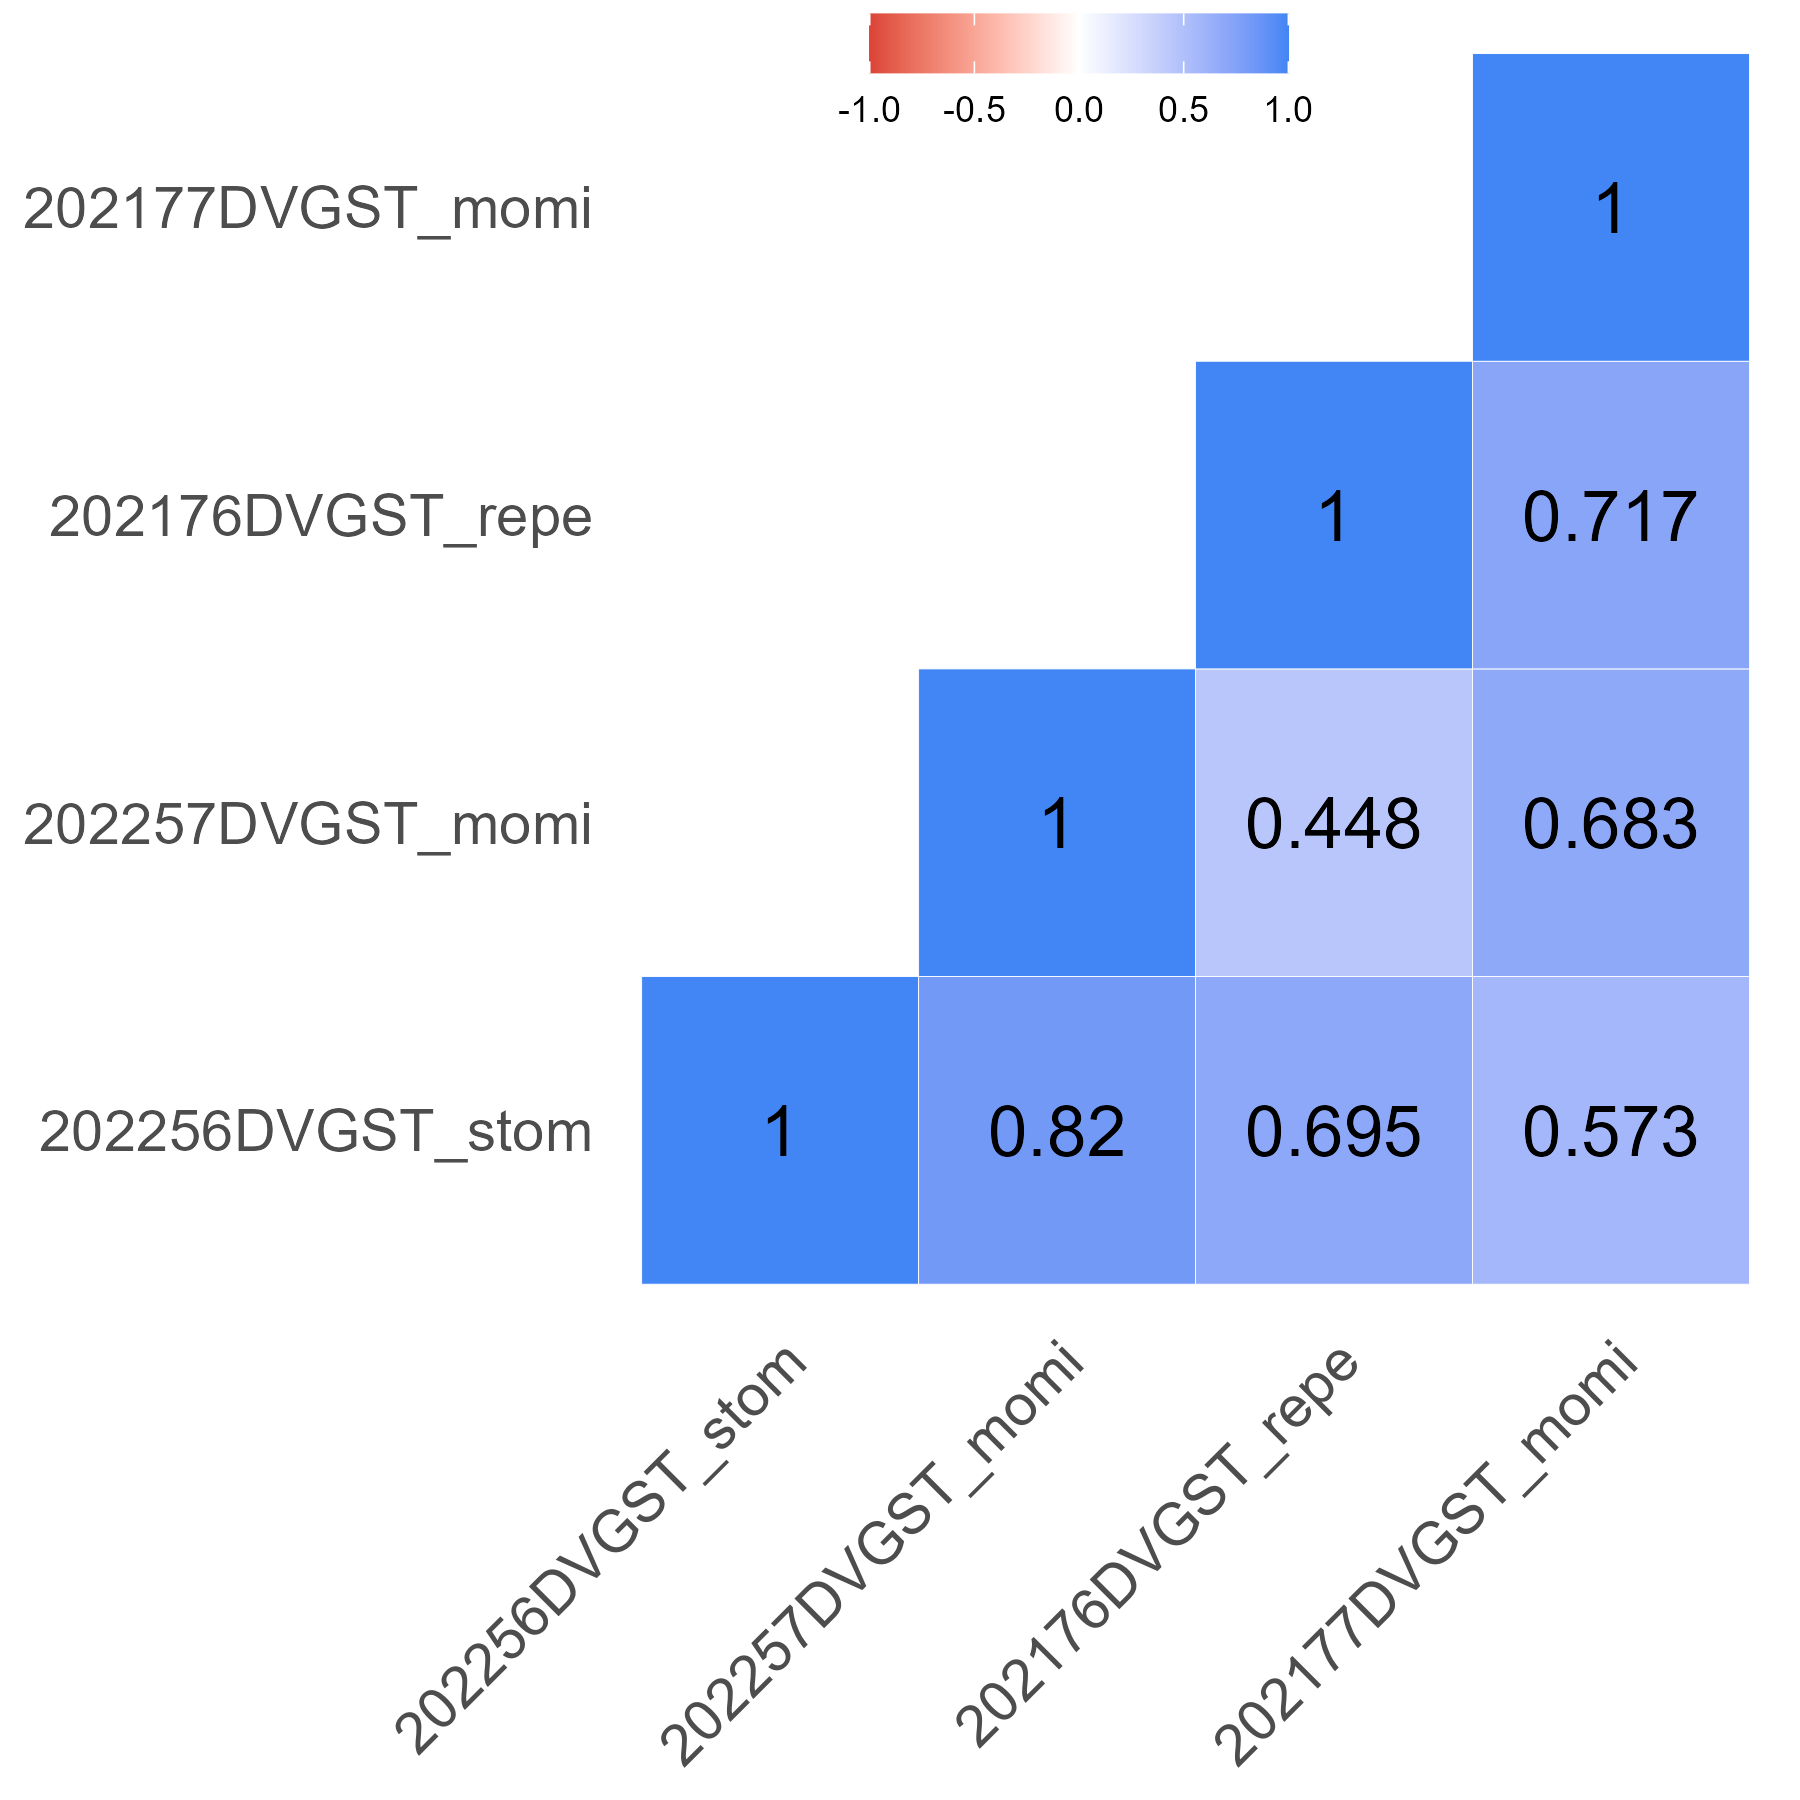 -1.0 -0.5 0.0 0.5 1.0
202177DVGST_momi 1
202176DVGST_repe 1 0.717
202257DVGST_momi 1 0.448 0.683
202256DVGST_stom 1 0.82 0.695 0.573
202256DVGST_stom
202257DVGST_momi
202176DVGST_repe
202177DVGST_momi